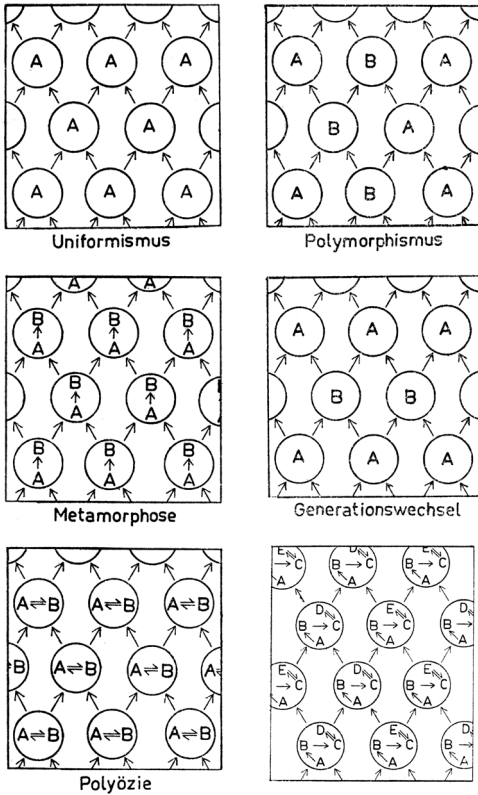 A A A
A A
A A A
Uniformismus
A B A
B A
A B A
Polymorphismus
A A
B B B
A A A
B B
A A
B B B
A A A
Metamorphose
A A A
B B
A A A
Generationswechsel
A⇌B A⇌B A⇌B
⇌B A⇌B A⇌B A⇌
A⇌B A⇌B A⇌B
Polyözie
E D E
→C B→C B→C
A A A
D E D
B→C B→C B→
A A A
E D E
→C B→C B→C
A A A
D E D
B→C B→C B→
A A A